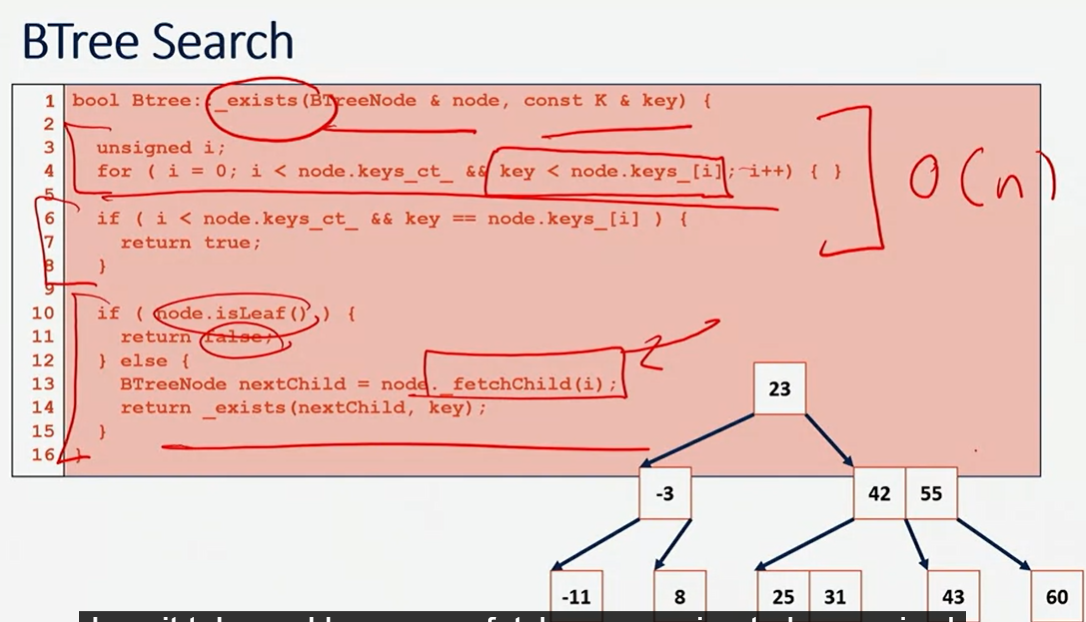 BTree Search
1 bool Btree::_exists(BTreeNode & node, const K & key) {
2
3 unsigned i;
4 for ( i = 0; i < node.keys_ct_ && key < node.keys_[i]; i++) { }
5
6 if ( i < node.keys_ct_ && key == node.keys_[i] ) {
7 return true;
8 }
9
10 if ( node.isLeaf() ) {
11 return false;
12 } else {
13 BTreeNode nextChild = node._fetchChild(i);
14 return _exists(nextChild, key);
15 }
16 }
O(n)
23
-3 42 55
-11 8 25 31 43 60